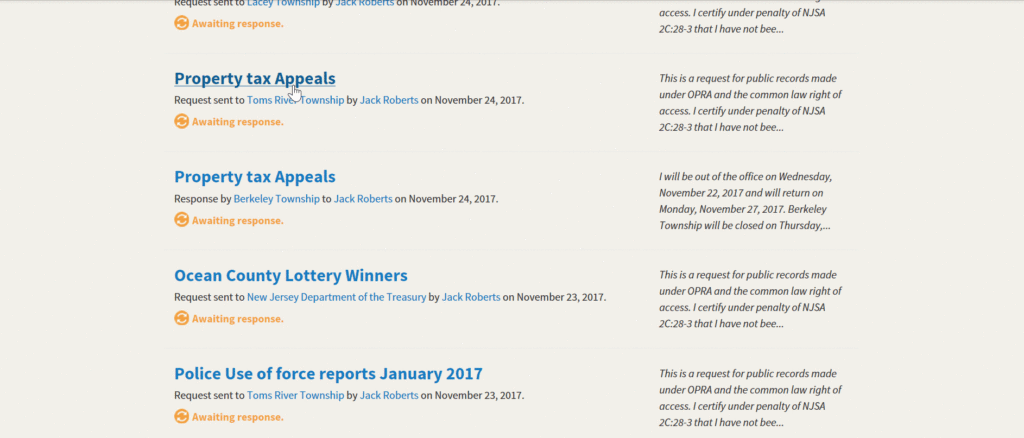 Request sent to Lacey Township by Jack Roberts on November 24, 2017.
Awaiting response.
access. I certify under penalty of NJSA
2C:28-3 that I have not bee...
Property tax Appeals
Request sent to Toms River Township by Jack Roberts on November 24, 2017.
Awaiting response.
This is a request for public records made
under OPRA and the common law right of
access. I certify under penalty of NJSA
2C:28-3 that I have not bee...
Property tax Appeals
Response by Berkeley Township to Jack Roberts on November 24, 2017.
Awaiting response.
I will be out of the office on Wednesday,
November 22, 2017 and will return on
Monday, November 27, 2017. Berkeley
Township will be closed on Thursday,...
Ocean County Lottery Winners
Request sent to New Jersey Department of the Treasury by Jack Roberts on November 23, 2017.
Awaiting response.
This is a request for public records made
under OPRA and the common law right of
access. I certify under penalty of NJSA
2C:28-3 that I have not bee...
Police Use of force reports January 2017
Request sent to Toms River Township by Jack Roberts on November 23, 2017.
Awaiting response.
This is a request for public records made
under OPRA and the common law right of
access. I certify under penalty of NJSA
2C:28-3 that I have not bee...